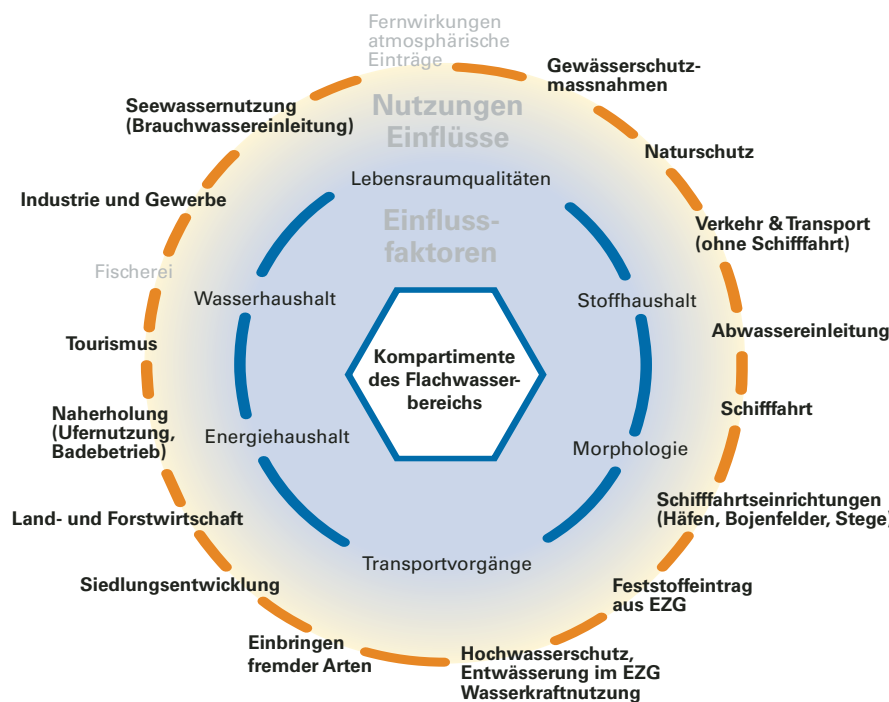 Fernwirkungen
atmosphärische
Einträge
Gewässerschutz-
massnahmen
Naturschutz
Verkehr & Transport
(ohne Schifffahrt)
Abwassereinleitung
Schifffahrt
Schifffahrtseinrichtungen
(Häfen, Bojenfelder, Stege)
Feststoffeintrag
aus EZG
Hochwasserschutz,
Entwässerung im EZG
Wasserkraftnutzung
Einbringen
fremder Arten
Siedlungsentwicklung
Land- und Forstwirtschaft
Naherholung
(Ufernutzung,
Badebetrieb)
Tourismus
Fischerei
Industrie und Gewerbe
Seewassernutzung
(Brauchwassereinleitung)
Nutzungen
Einflüsse
Lebensraumqualitäten
Einfluss-
faktoren
Stoffhaushalt
Morphologie
Transportvorgänge
Energiehaushalt
Wasserhaushalt
Kompartimente
des Flachwasser-
bereichs